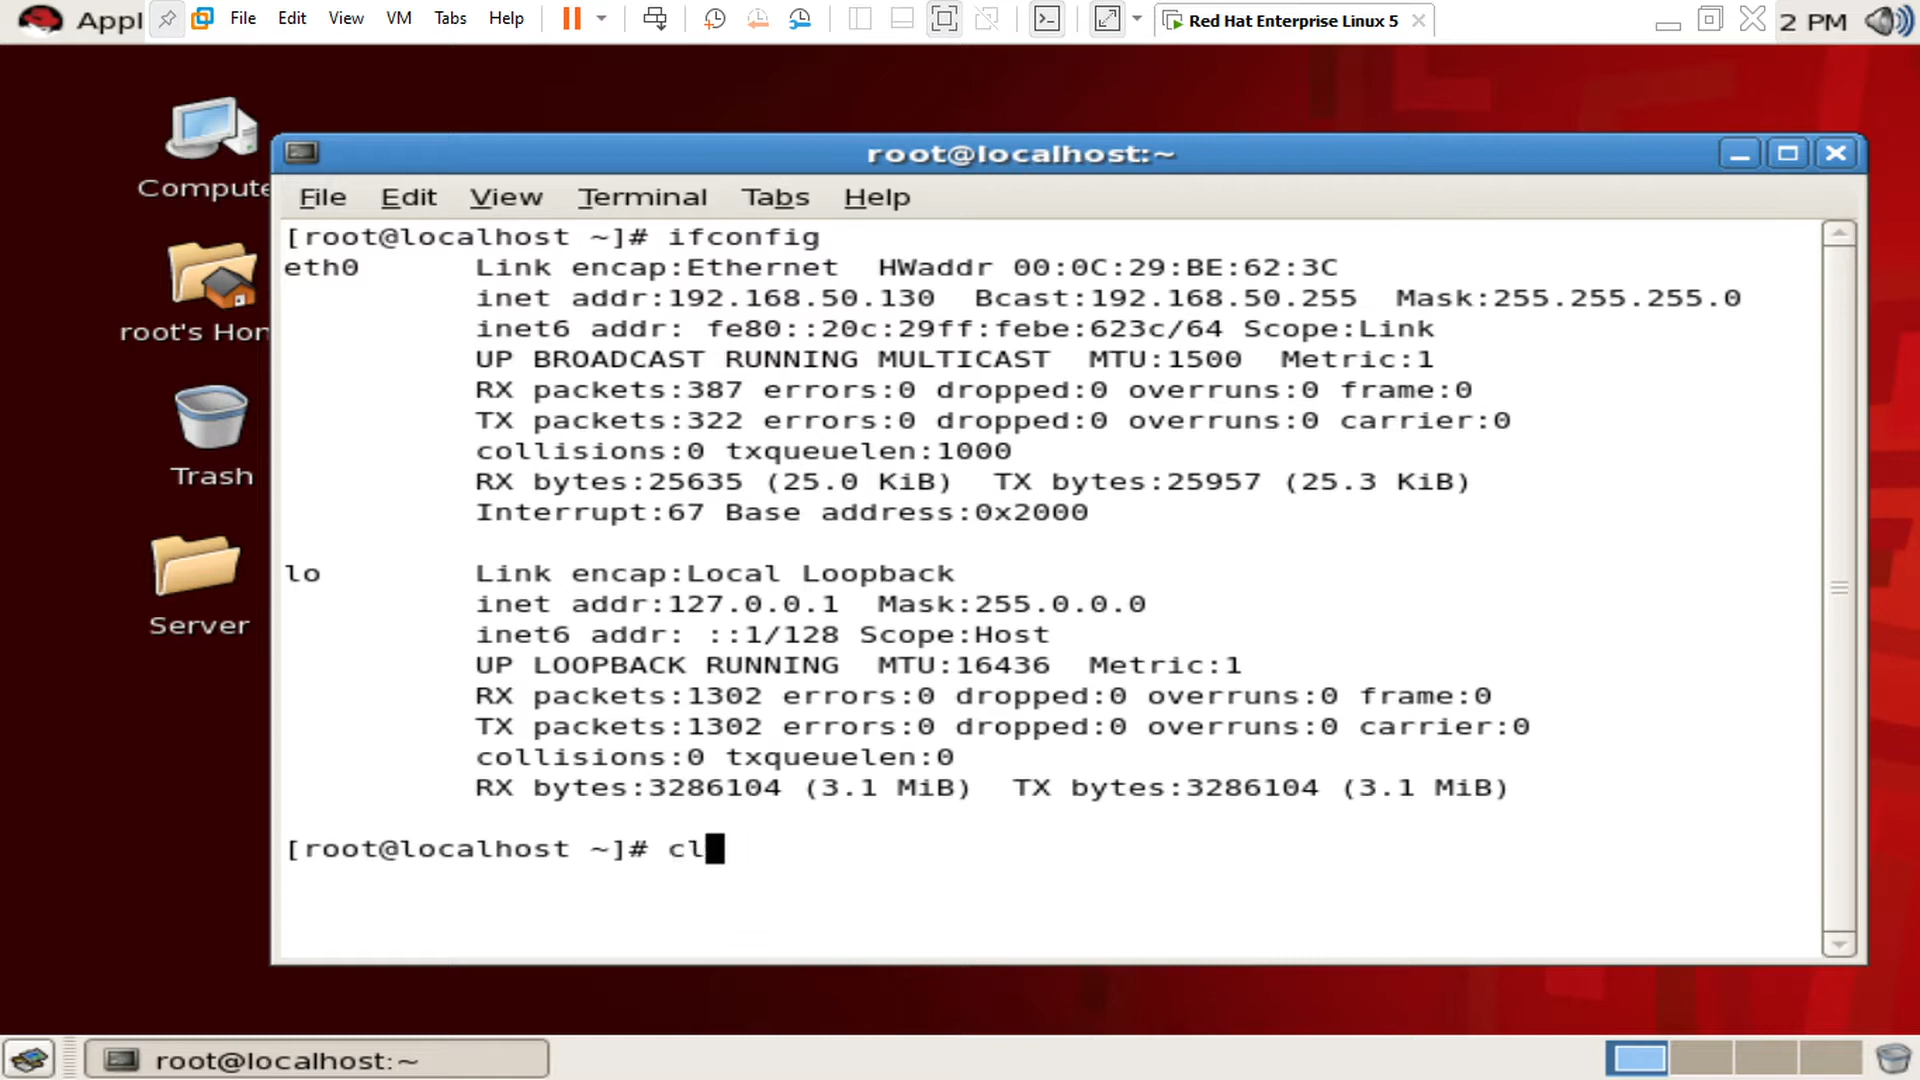 Appl File Edit View VM Tabs Help Red Hat Enterprise Linux 5 2 PM
Compute
root's Hom
Trash
Server
root@localhost:~
File Edit View Terminal Tabs Help
[root@localhost ~]# ifconfig
eth0 Link encap:Ethernet HWaddr 00:0C:29:BE:62:3C
inet addr:192.168.50.130 Bcast:192.168.50.255 Mask:255.255.255.0
inet6 addr: fe80::20c:29ff:febe:623c/64 Scope:Link
UP BROADCAST RUNNING MULTICAST MTU:1500 Metric:1
RX packets:387 errors:0 dropped:0 overruns:0 frame:0
TX packets:322 errors:0 dropped:0 overruns:0 carrier:0
collisions:0 txqueuelen:1000
RX bytes:25635 (25.0 KiB) TX bytes:25957 (25.3 KiB)
Interrupt:67 Base address:0x2000
lo Link encap:Local Loopback
inet addr:127.0.0.1 Mask:255.0.0.0
inet6 addr: ::1/128 Scope:Host
UP LOOPBACK RUNNING MTU:16436 Metric:1
RX packets:1302 errors:0 dropped:0 overruns:0 frame:0
TX packets:1302 errors:0 dropped:0 overruns:0 carrier:0
collisions:0 txqueuelen:0
RX bytes:3286104 (3.1 MiB) TX bytes:3286104 (3.1 MiB)
[root@localhost ~]# cl
root@localhost:~